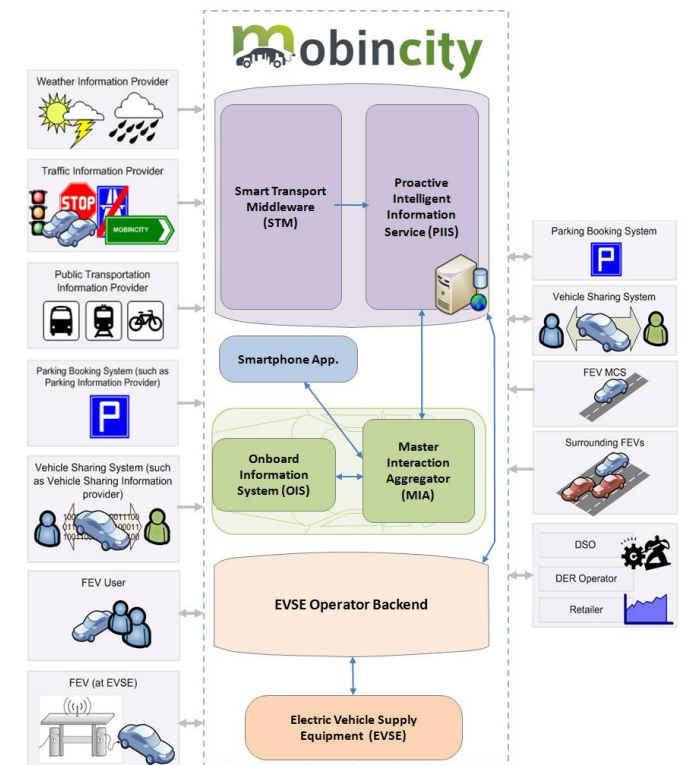 mobincity
Weather Information Provider
Traffic Information Provider
STOP
MOBINCITY
Public Transportation
Information Provider
Parking Booking System (such as
Parking Information Provider)
P
Vehicle Sharing System (such
as Vehicle Sharing Information
provider)
FEV User
FEV (at EVSE)
Smart Transport
Middleware
(STM)
Proactive
Intelligent
Information
Service (PIIS)
Smartphone App.
Onboard
Information
System (OIS)
Master
Interaction
Aggregator
(MIA)
EVSE Operator Backend
Electric Vehicle Supply
Equipment (EVSE)
Parking Booking System
P
Vehicle Sharing System
FEV MCS
Surrounding FEVs
DSO
DER Operator
Retailer